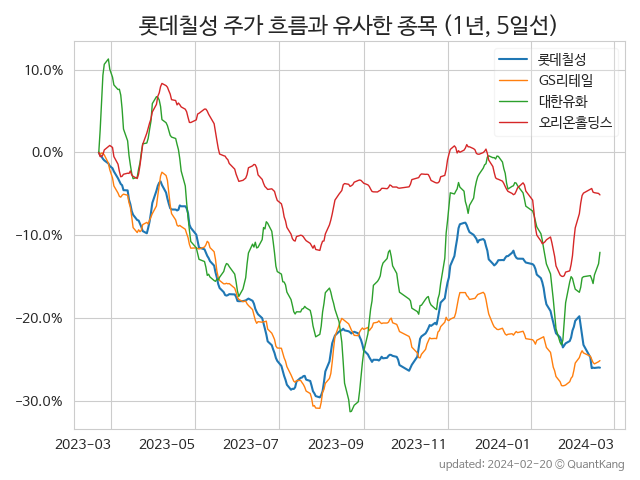 롯데칠성 주가 흐름과 유사한 종목 (1년, 5일선)
롯데칠성
GS리테일
대한유화
오리온홀딩스
10.0%
0.0%
−10.0%
−20.0%
−30.0%
2023-03 2023-05 2023-07 2023-09 2023-11 2024-01 2024-03
updated: 2024-02-20 © QuantKang